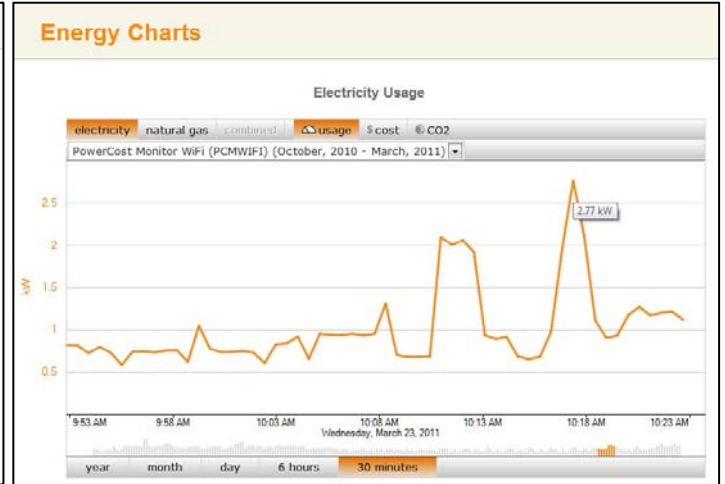 Energy Charts
Electricity Usage
electricity natural gas combined usage $ cost CO2
PowerCost Monitor WiFi (PCMWIFI) (October, 2010 - March, 2011)
2.5
2
1.5
1
0.5
kW
2.77 kW
9:53 AM 9:58 AM 10:03 AM 10:08 AM 10:13 AM 10:18 AM 10:23 AM
Wednesday, March 23, 2011
year month day 6 hours 30 minutes